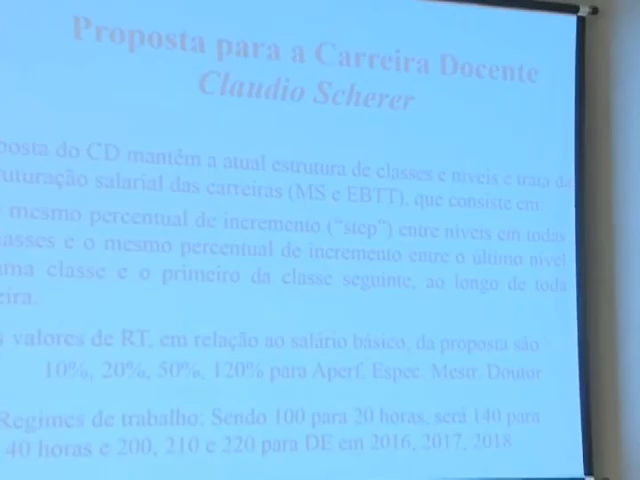 Proposta para a Carreira Docente
Claudio Scherer
posta do CD mantém a atual estrutura de classes e níveis e trata da
uturação salarial das carreiras (MS e EBTT), que consiste em
mesmo percentual de incremento ("step") entre níveis em todas
lasses e o mesmo percentual de incremento entre o último nível
uma classe e o primeiro da classe seguinte, ao longo de toda
eira.
s valores de RT, em relação ao salário básico, da proposta são
10%, 20%, 50%, 120% para Aperf. Espec. Mestr. Doutor
Regimes de trabalho: Sendo 100 para 20 horas, será 140 para
40 horas e 200, 210 e 220 para DE em 2016, 2017, 2018